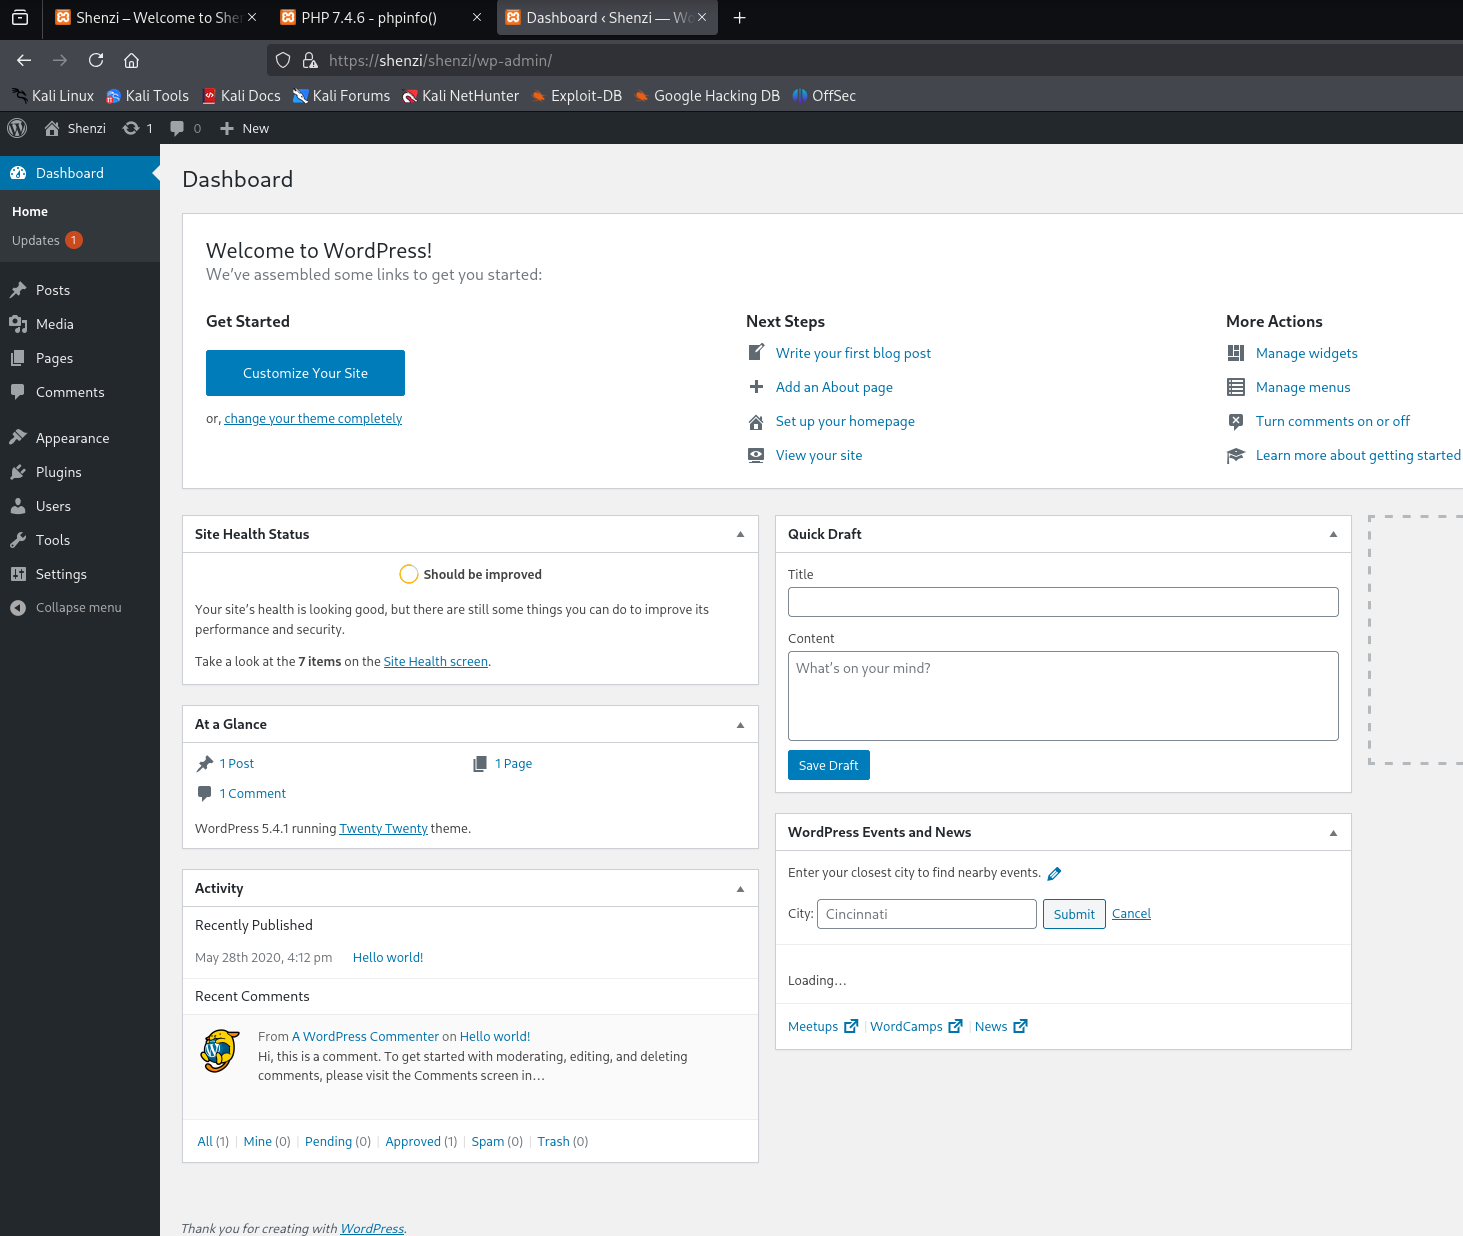 Shenzi – Welcome to She
PHP 7.4.6 - phpinfo()
Dashboard ‹ Shenzi — Wo
https://shenzi/shenzi/wp-admin/
Kali Linux
Kali Tools
Kali Docs
Kali Forums
Kali NetHunter
Exploit-DB
Google Hacking DB
OffSec
Shenzi
1
0
New
Dashboard
Home
Updates 1
Posts
Media
Pages
Comments
Appearance
Plugins
Users
Tools
Settings
Collapse menu
Dashboard
Welcome to WordPress!
We've assembled some links to get you started:
Get Started
Customize Your Site
or, change your theme completely
Next Steps
Write your first blog post
Add an About page
Set up your homepage
View your site
More Actions
Manage widgets
Manage menus
Turn comments on or off
Learn more about getting started
Site Health Status
Should be improved
Your site's health is looking good, but there are still some things you can do to improve its
performance and security.
Take a look at the 7 items on the Site Health screen.
At a Glance
1 Post
1 Page
1 Comment
WordPress 5.4.1 running Twenty Twenty theme.
Activity
Recently Published
May 28th 2020, 4:12 pm
Hello world!
Recent Comments
From A WordPress Commenter on Hello world!
Hi, this is a comment. To get started with moderating, editing, and deleting
comments, please visit the Comments screen in…
All (1) | Mine (0) | Pending (0) | Approved (1) | Spam (0) | Trash (0)
Quick Draft
Title
Content
What's on your mind?
Save Draft
WordPress Events and News
Enter your closest city to find nearby events.
City: Cincinnati Submit Cancel
Loading…
Meetups | WordCamps | News
Thank you for creating with WordPress.